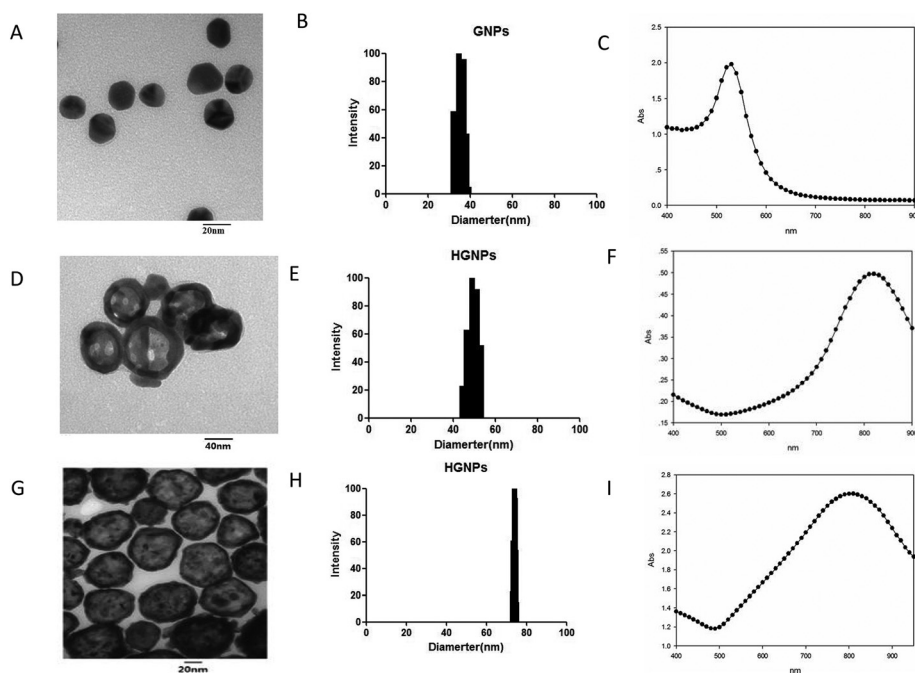 A
20nm
B
GNPs
Intensity
100
80
60
40
20
0
0 20 40 60 80 100
Diamerter(nm)
C
Abs
2.5
2.0
1.5
1.0
0.5
0.0
400 500 600 700 800 900
nm
D
40nm
E
HGNPs
Intensity
100
80
60
40
20
0
0 20 40 60 80 100
Diamerter(nm)
F
Abs
.55
.50
.45
.40
.35
.30
.25
.20
.15
400 500 600 700 800 900
nm
G
20nm
H
HGNPs
Intensity
100
80
60
40
20
0
0 20 40 60 80 100
Diamerter(nm)
I
Abs
2.8
2.6
2.4
2.2
2.0
1.8
1.6
1.4
1.2
1.0
400 500 600 700 800 900
nm